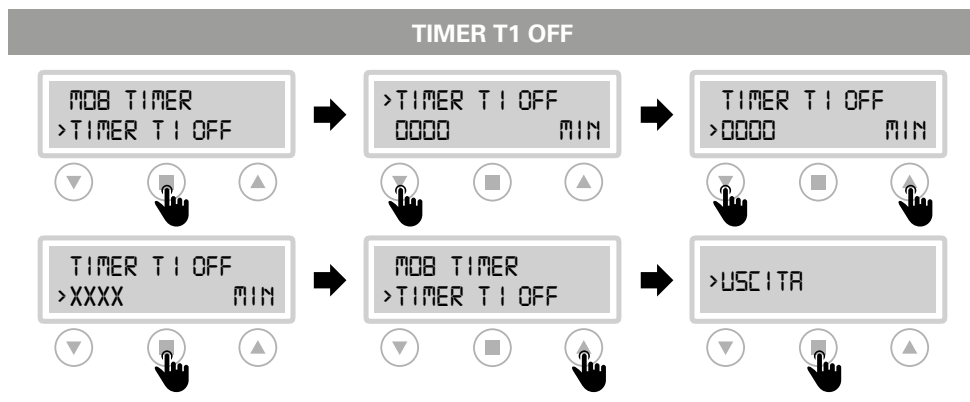 TIMER T1 OFF
MOB TIMER
>TIMER T1 OFF
>TIMER T1 OFF
0000 MIN
TIMER T1 OFF
>0000 MIN
TIMER T1 OFF
>XXXX MIN
MOB TIMER
>TIMER T1 OFF
>USCITA